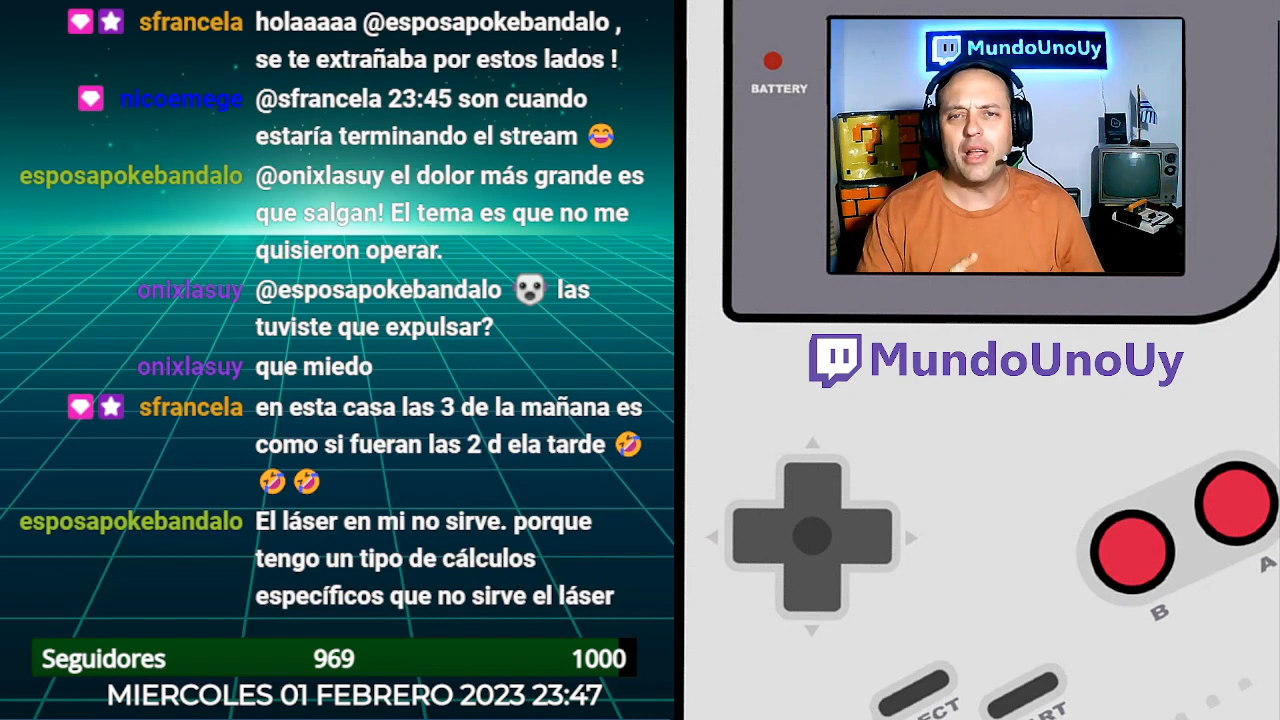 sfrancela holaaaaa @esposapokebandalo ,
se te extrañaba por estos lados !
nicoemege @sfrancela 23:45 son cuando
estaría terminando el stream 😂
esposapokebandalo @onixlasuy el dolor más grande es
que salgan! El tema es que no me
quisieron operar.
onixlasuy @esposapokebandalo las
tuviste que expulsar?
onixlasuy que miedo
sfrancela en esta casa las 3 de la mañana es
como si fueran las 2 d ela tarde 🤣
🤣 🤣
esposapokebandalo El láser en mi no sirve. porque
tengo un tipo de cálculos
específicos que no sirve el láser
Seguidores 969 1000
MIERCOLES 01 FEBRERO 2023 23:47
MundoUnoUy
BATTERY
MundoUnoUy
A
B
ECT
ART